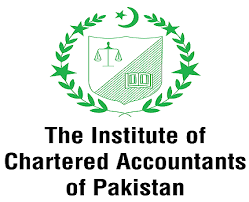 The Institute of
Chartered Accountants
of Pakistan